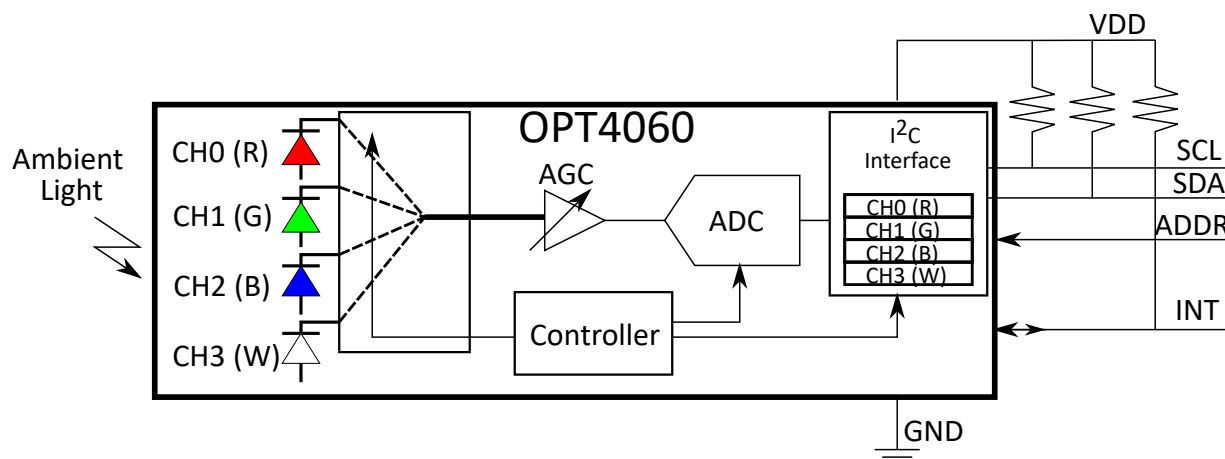 VDD
OPT4060
I²C
Interface
CH0 (R)
CH1 (G)
CH2 (B)
CH3 (W)
Ambient
Light
CH0 (R)
CH1 (G)
CH2 (B)
CH3 (W)
AGC
ADC
Controller
SCL
SDA
ADDR
INT
GND